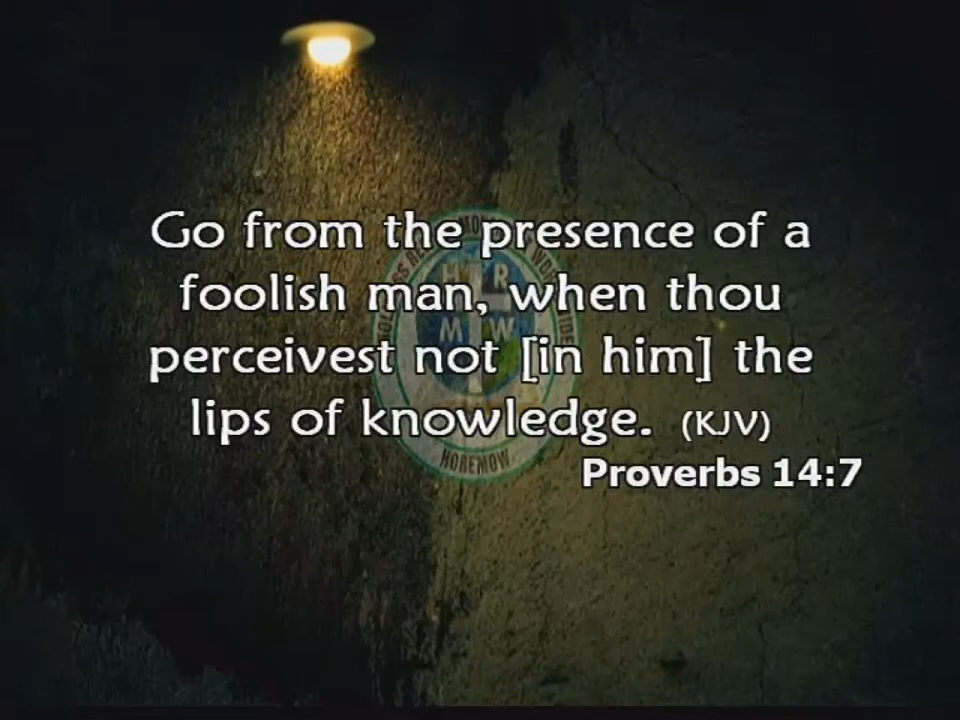 Go from the presence of a
foolish man, when thou
perceivest not [in him] the
lips of knowledge. (KJV)
Proverbs 14:7
H R
M W
HOREMOW